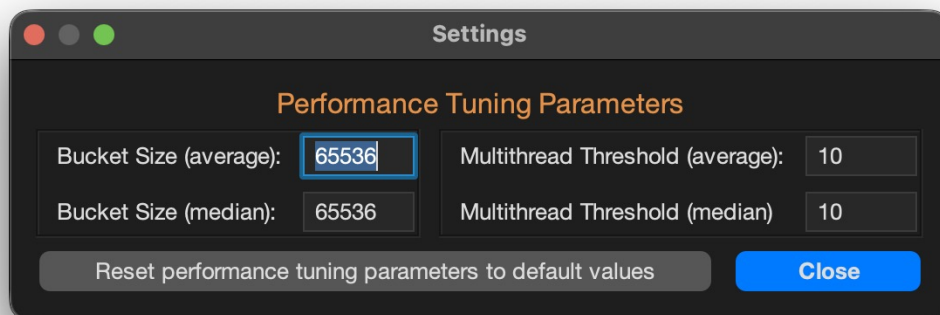 Settings
Performance Tuning Parameters
Bucket Size (average): 65536 Multithread Threshold (average): 10
Bucket Size (median): 65536 Multithread Threshold (median) 10
Reset performance tuning parameters to default values Close